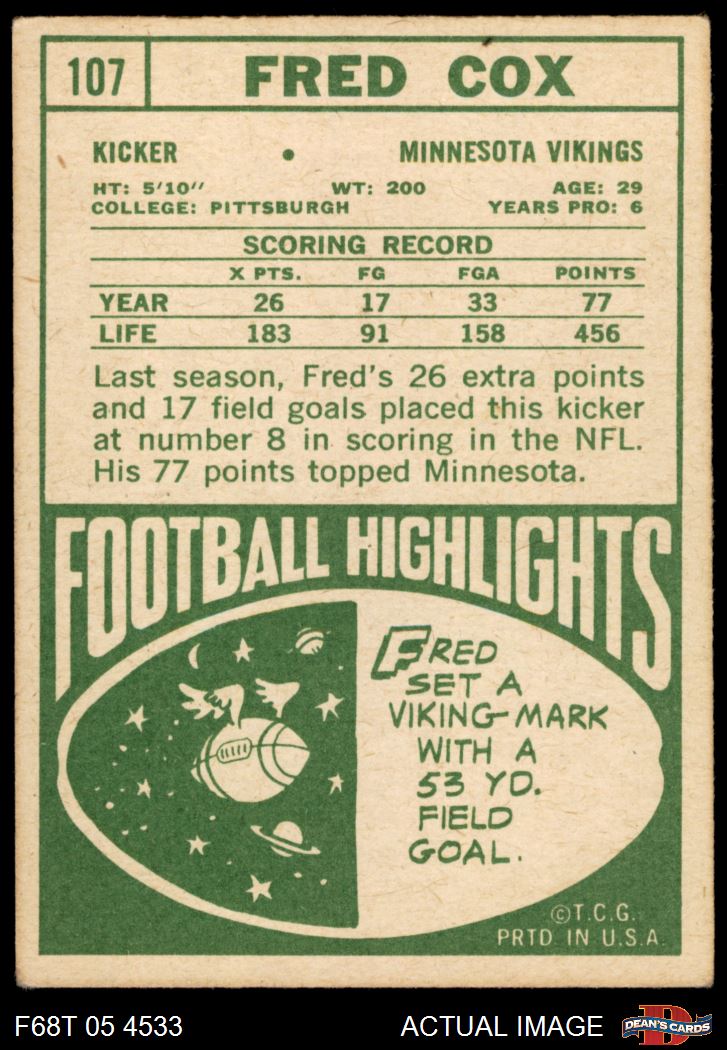 107 FRED COX
KICKER • MINNESOTA VIKINGS
HT: 5'10'' WT: 200 AGE: 29
COLLEGE: PITTSBURGH YEARS PRO: 6
SCORING RECORD
X PTS. FG FGA POINTS
YEAR 26 17 33 77
LIFE 183 91 158 456
Last season, Fred's 26 extra points
and 17 field goals placed this kicker
at number 8 in scoring in the NFL.
His 77 points topped Minnesota.
FOOTBALL HIGHLIGHTS
FRED
SET A
VIKING-MARK
WITH A
53 YD.
FIELD
GOAL.
©T.C.G.
PRTD. IN U.S.A.
F68T 05 4533 ACTUAL IMAGE D DEAN'S CARDS